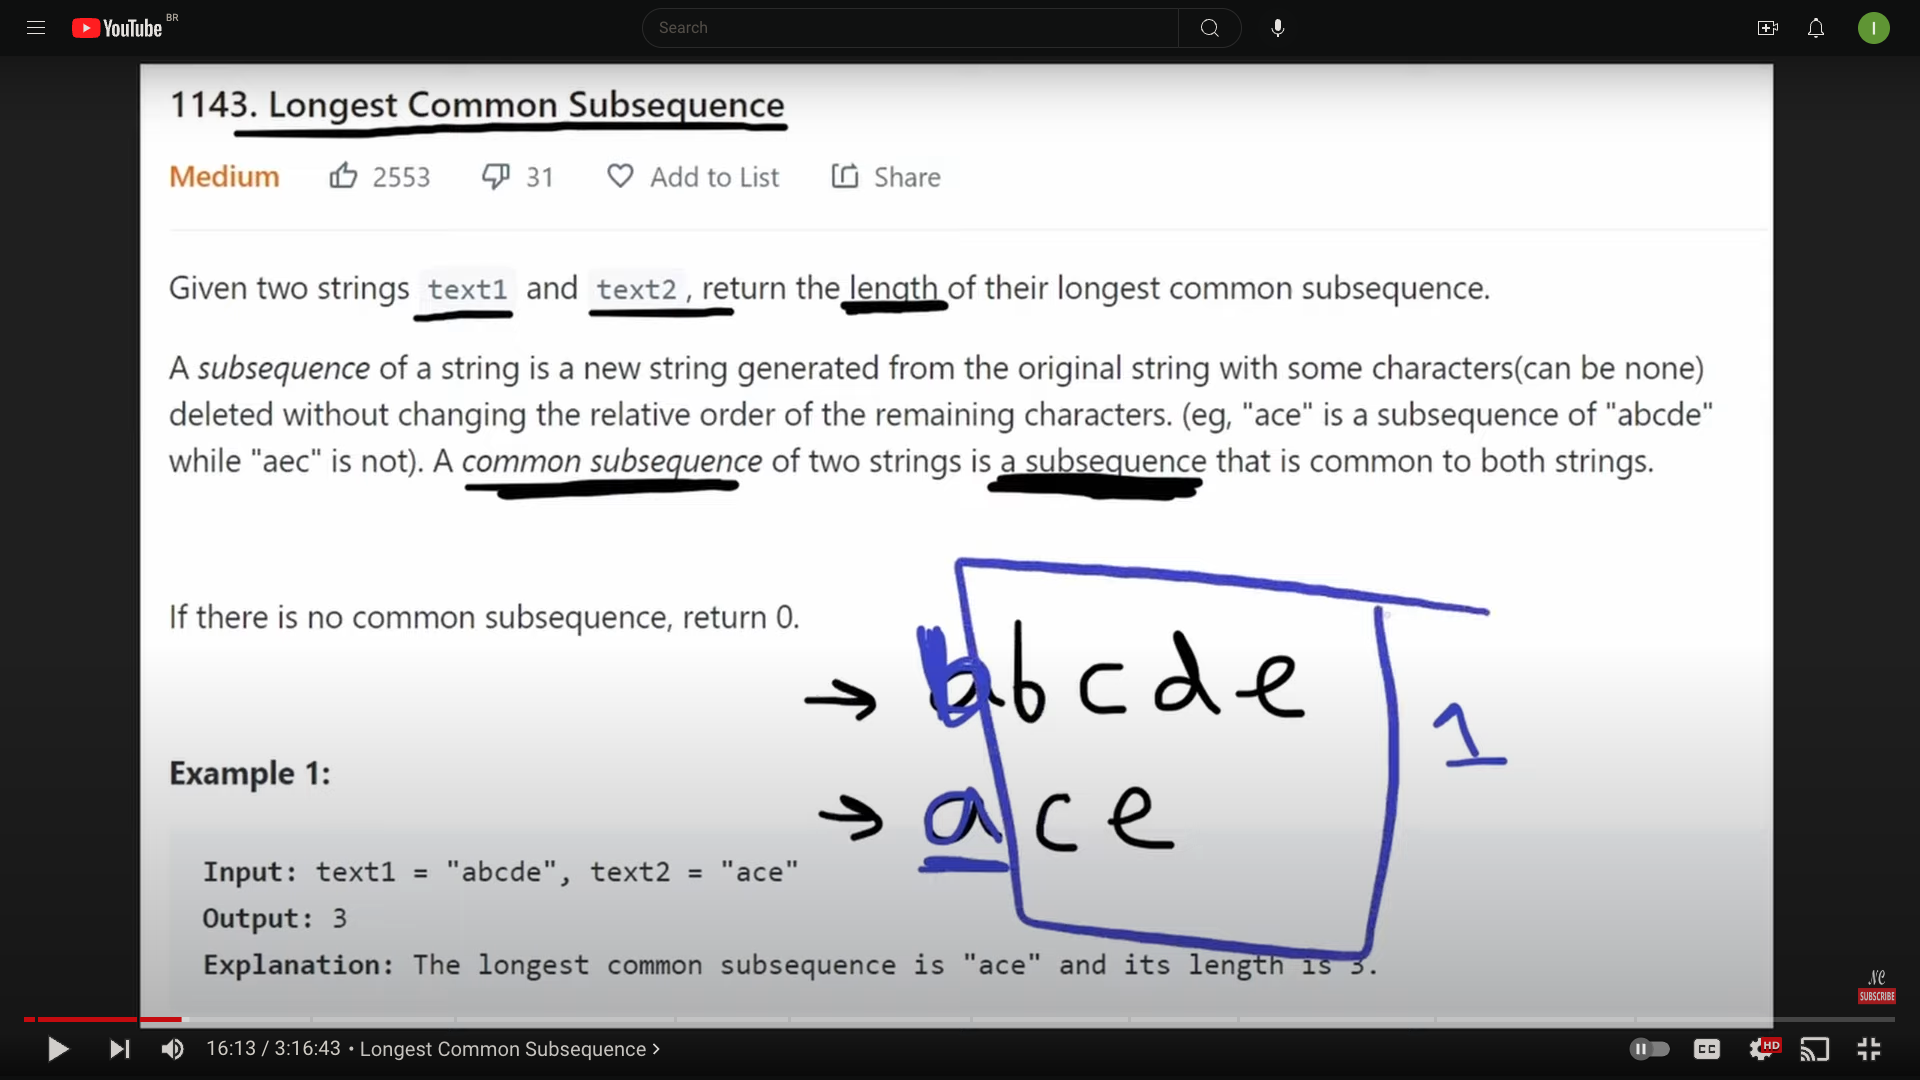 YouTube BR
Search
I
1143. Longest Common Subsequence
Medium 2553 31 Add to List Share
Given two strings text1 and text2, return the length of their longest common subsequence.
A subsequence of a string is a new string generated from the original string with some characters(can be none)
deleted without changing the relative order of the remaining characters. (eg, "ace" is a subsequence of "abcde"
while "aec" is not). A common subsequence of two strings is a subsequence that is common to both strings.
If there is no common subsequence, return 0.
abcde
1
ace
Example 1:
Input: text1 = "abcde", text2 = "ace"
Output: 3
Explanation: The longest common subsequence is "ace" and its length is 3.
NC
SUBSCRIBE
16:13 / 3:16:43 • Longest Common Subsequence >
CC
HD